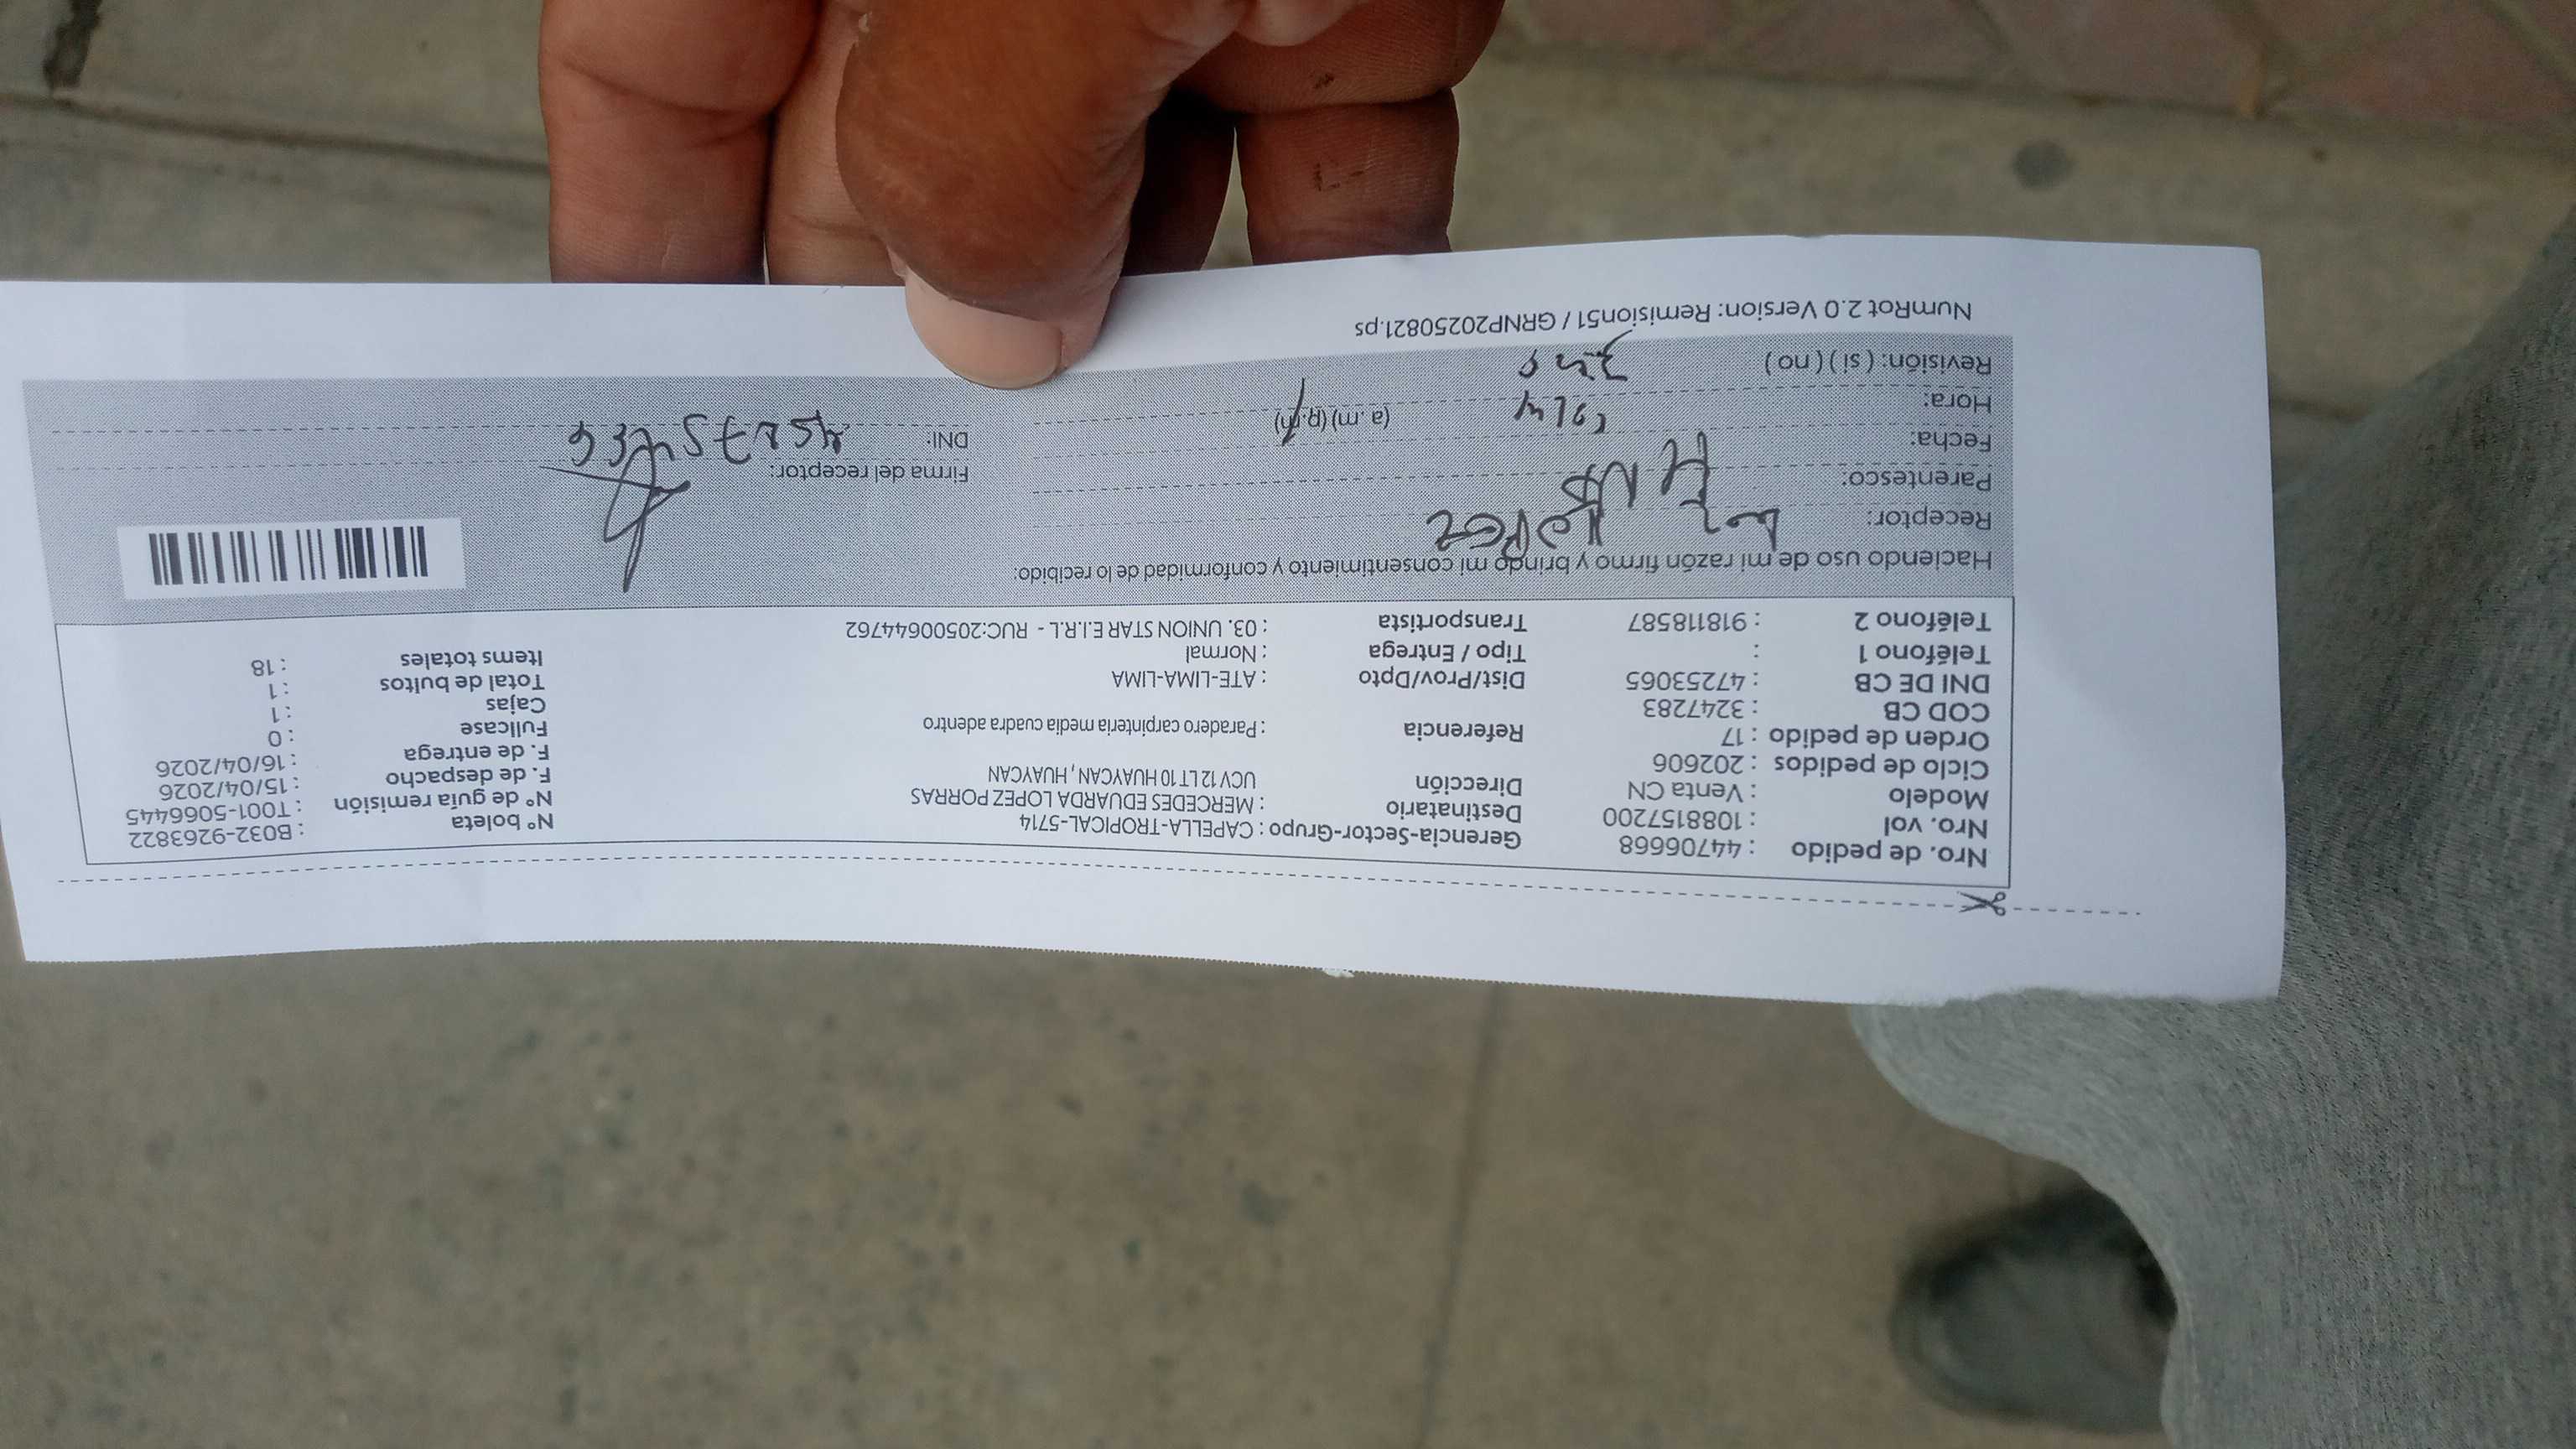 Nro. de pedido : 44706668 Gerencia-Sector-Grupo : CAPELLA-TROPICAL-5714 N° boleta : B032-9263822
Nro. vol : 1088157200 Destinatario : MERCEDES EDUARDA LOPEZ PORRAS N° de guía remisión : T001-5066445
Modelo : Venta CN Dirección UCV 12 LT 10 HUAYCAN, HUAYCAN F. de despacho : 15/04/2026
Ciclo de pedidos : 202606 F. de entrega : 16/04/2026
Orden de pedido : 17 Referencia : Paradero carpinteria media cuadra adentro Fullcase : 0
COD CB : 3247283 Cajas : 1
DNI DE CB : 47253065 Dist/Prov/Dpto : ATE-LIMA-LIMA Total de bultos : 1
Teléfono 1 : Tipo / Entrega : Normal Items totales : 18
Teléfono 2 : 918118587 Transportista : 03. UNION STAR E.I.R.L - RUC:20500644762
Haciendo uso de mi razón firmo y brindo mi consentimiento y conformidad de lo recibido:
Receptor: Luz LOPEZ
Parentesco:
Fecha: Firma del receptor:
Hora: (a. m) (p.m) DNI:
Revisión: ( si ) ( no )
NumRot 2.0 Version: Remision51 / GRNP20250821.ps